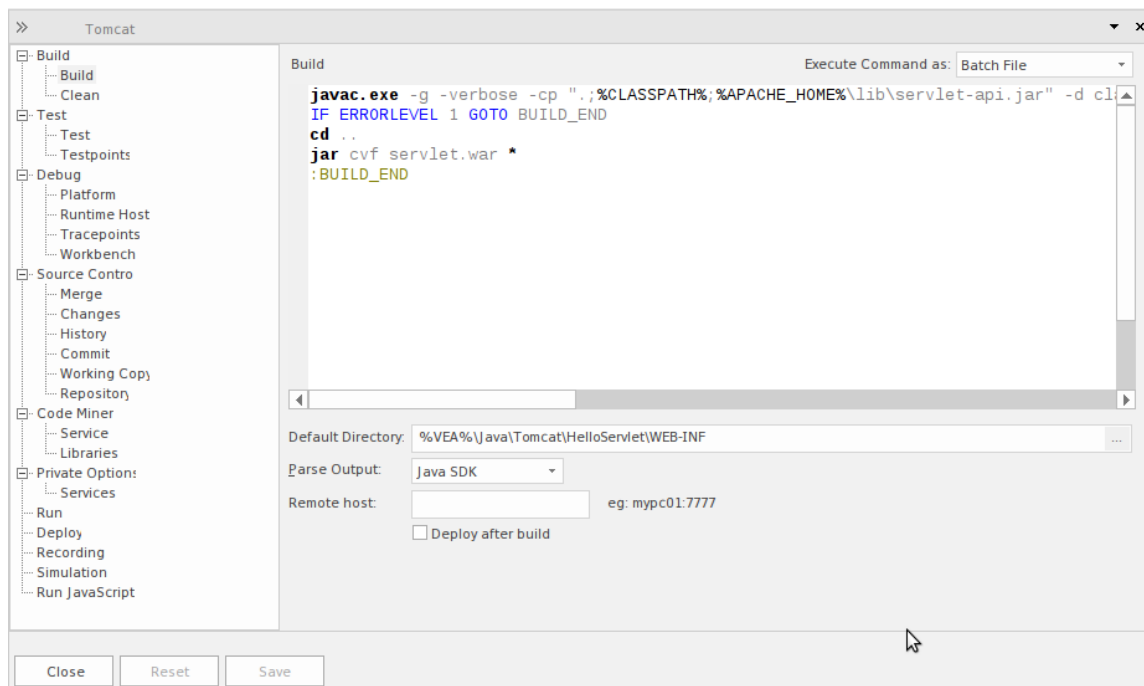 Tomcat
Build
Build
Clean
Test
Test
Testpoints
Debug
Platform
Runtime Host
Tracepoints
Workbench
Source Contro
Merge
Changes
History
Commit
Working Copy
Repository
Code Miner
Service
Libraries
Private Options
Services
Run
Deploy
Recording
Simulation
Run JavaScript
Build
Execute Command as: Batch File
javac.exe -g -verbose -cp ".;%CLASSPATH%;%APACHE_HOME%\lib\servlet-api.jar" -d cla
IF ERRORLEVEL 1 GOTO BUILD_END
cd ..
jar cvf servlet.war *
:BUILD_END
Default Directory: %VEA%\Java\Tomcat\HelloServlet\WEB-INF ...
Parse Output: Java SDK
Remote host: eg: mypc01:7777
Deploy after build
Close Reset Save